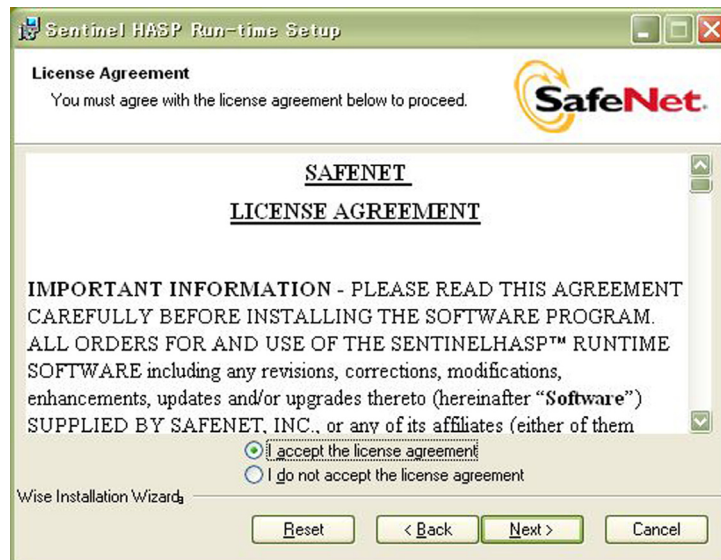 Sentinel HASP Run-time Setup
License Agreement
You must agree with the license agreement below to proceed.
SafeNet.
SAFENET
LICENSE AGREEMENT
IMPORTANT INFORMATION - PLEASE READ THIS AGREEMENT
CAREFULLY BEFORE INSTALLING THE SOFTWARE PROGRAM.
ALL ORDERS FOR AND USE OF THE SENTINELHASP™ RUNTIME
SOFTWARE including any revisions, corrections, modifications,
enhancements, updates and/or upgrades thereto (hereinafter “Software”)
SUPPLIED BY SAFENET, INC., or any of its affiliates (either of them
I accept the license agreement
I do not accept the license agreement
Wise Installation Wizard®
Reset
< Back
Next >
Cancel